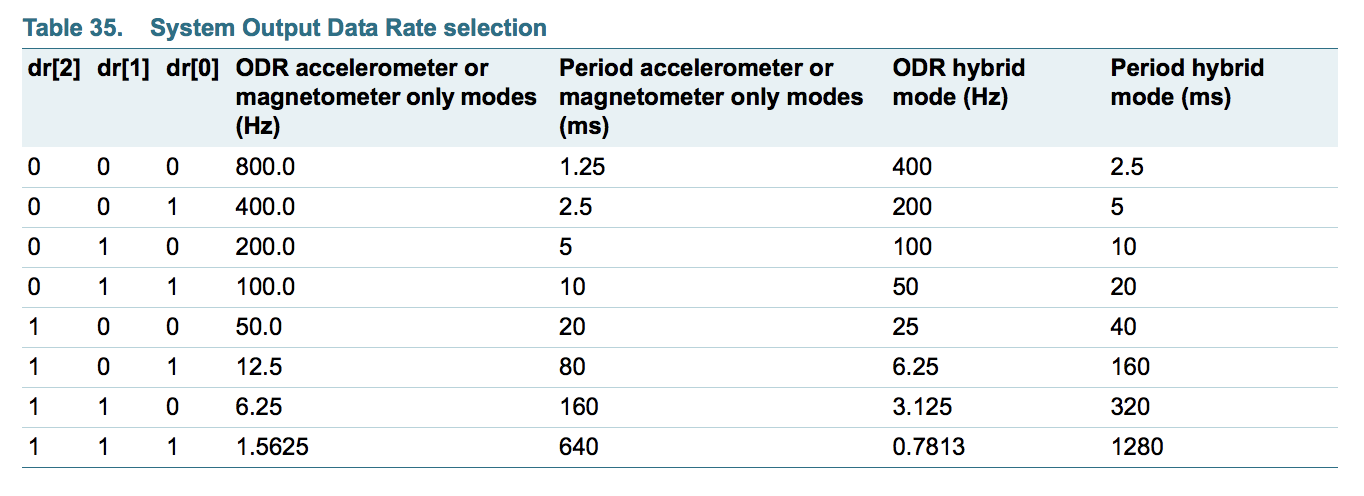 Table 35. System Output Data Rate selection
dr[2] dr[1] dr[0] ODR accelerometer or magnetometer only modes (Hz) Period accelerometer or magnetometer only modes (ms) ODR hybrid mode (Hz) Period hybrid mode (ms)
0 0 0 800.0 1.25 400 2.5
0 0 1 400.0 2.5 200 5
0 1 0 200.0 5 100 10
0 1 1 100.0 10 50 20
1 0 0 50.0 20 25 40
1 0 1 12.5 80 6.25 160
1 1 0 6.25 160 3.125 320
1 1 1 1.5625 640 0.7813 1280